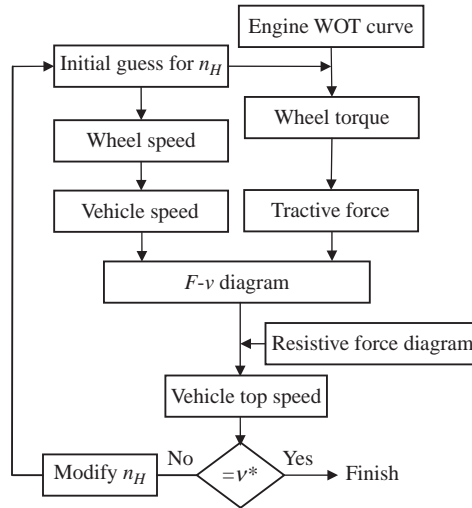 Engine WOT curve
Initial guess for n_H
Wheel speed
Wheel torque
Vehicle speed
Tractive force
F-v diagram
Resistive force diagram
Vehicle top speed
No
=v*
Yes
Finish
Modify n_H